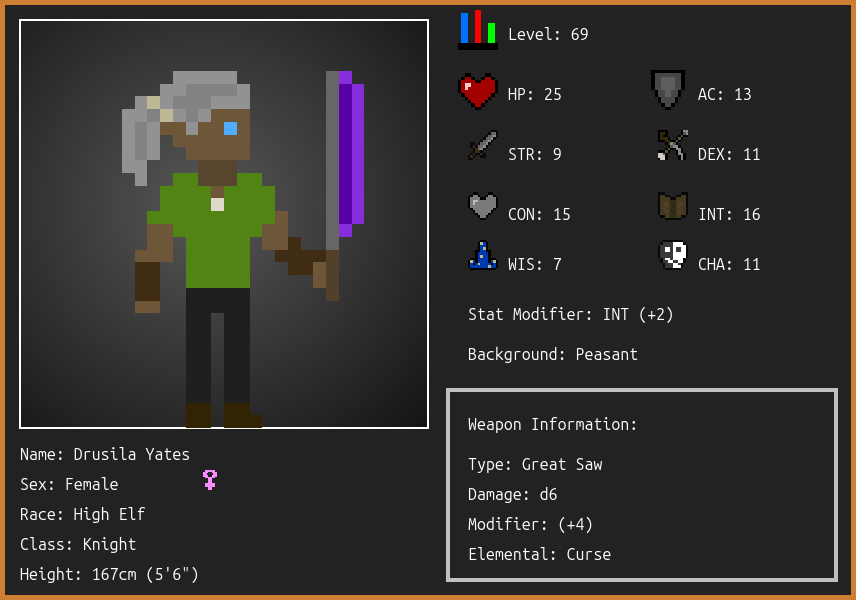 Level: 69
HP: 25
AC: 13
STR: 9
DEX: 11
CON: 15
INT: 16
WIS: 7
CHA: 11
Stat Modifier: INT (+2)
Background: Peasant
Weapon Information:
Type: Great Saw
Damage: d6
Modifier: (+4)
Elemental: Curse
Name: Drusila Yates
Sex: Female
Race: High Elf
Class: Knight
Height: 167cm (5'6")